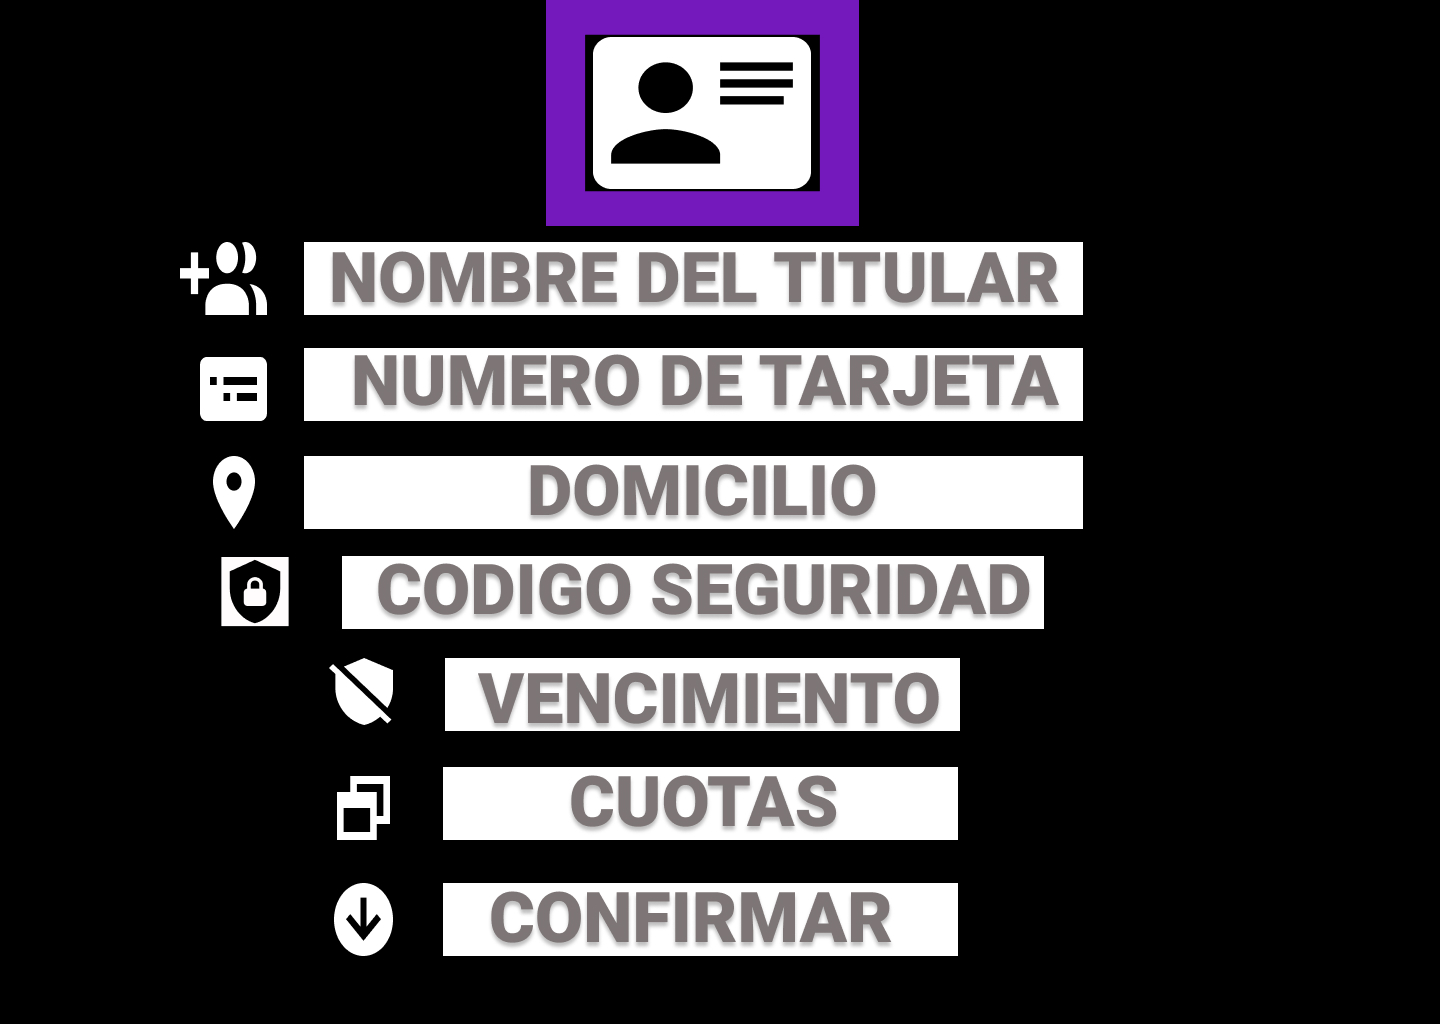 NOMBRE DEL TITULAR
NUMERO DE TARJETA
DOMICILIO
CODIGO SEGURIDAD
VENCIMIENTO
CUOTAS
CONFIRMAR